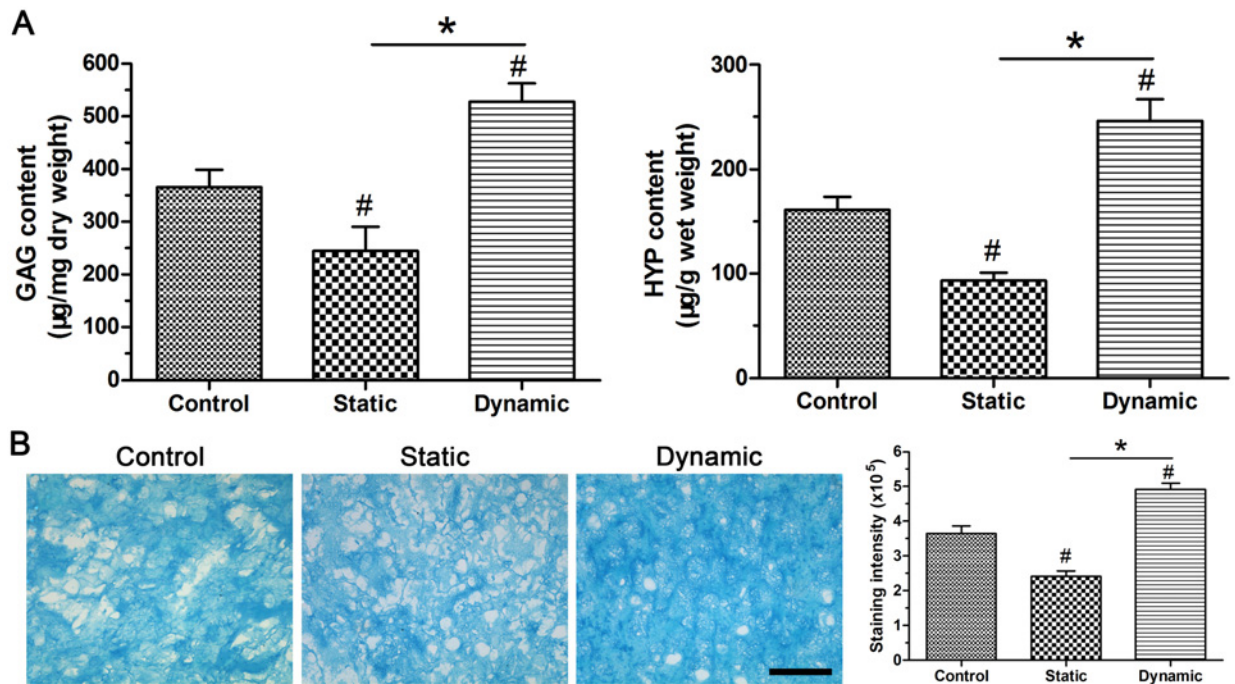 A
GAG content
(µg/mg dry weight)
600
500
400
300
200
100
0
*
#
#
Control Static Dynamic
HYP content
(µg/g wet weight)
300
200
100
0
*
#
#
Control Static Dynamic
B
Control Static Dynamic
Staining intensity (x10⁵)
6
5
4
3
2
1
0
*
#
#
Control Static Dynamic